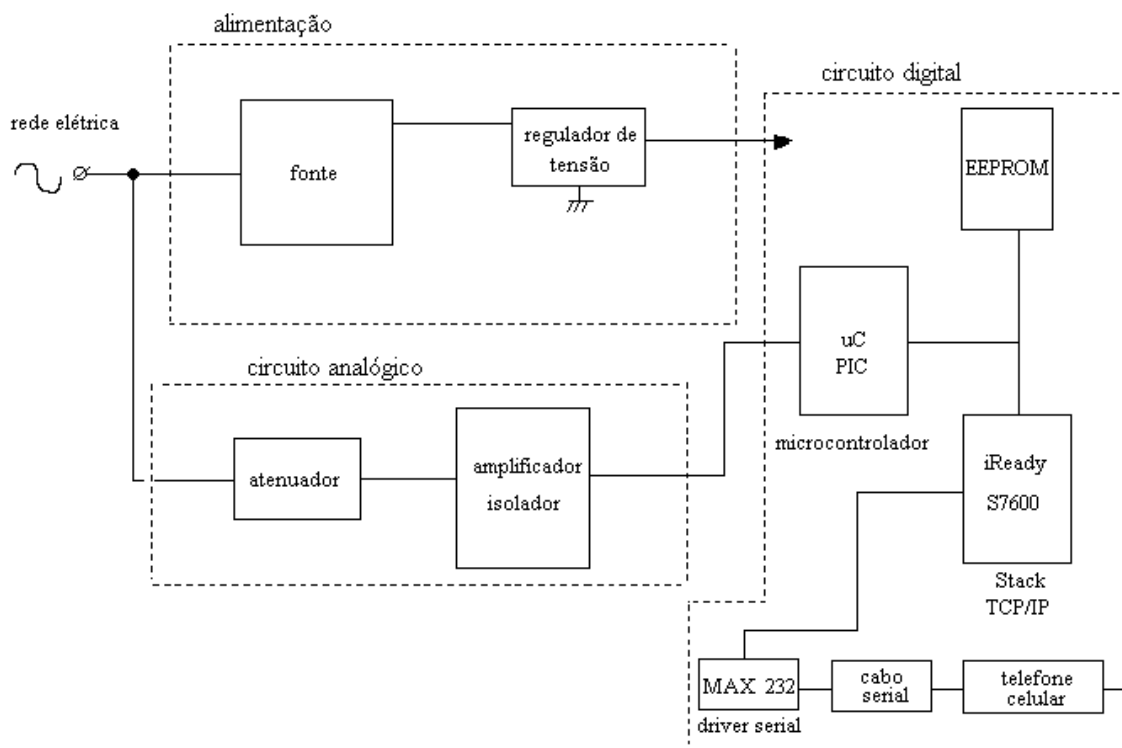 alimentação
circuito digital
rede elétrica
fonte
regulador de
tensão
EEPROM
uC
PIC
microcontrolador
circuito analógico
atenuador
amplificador
isolador
iReady
S7600
Stack
TCP/IP
MAX 232
driver serial
cabo
serial
telefone
celular